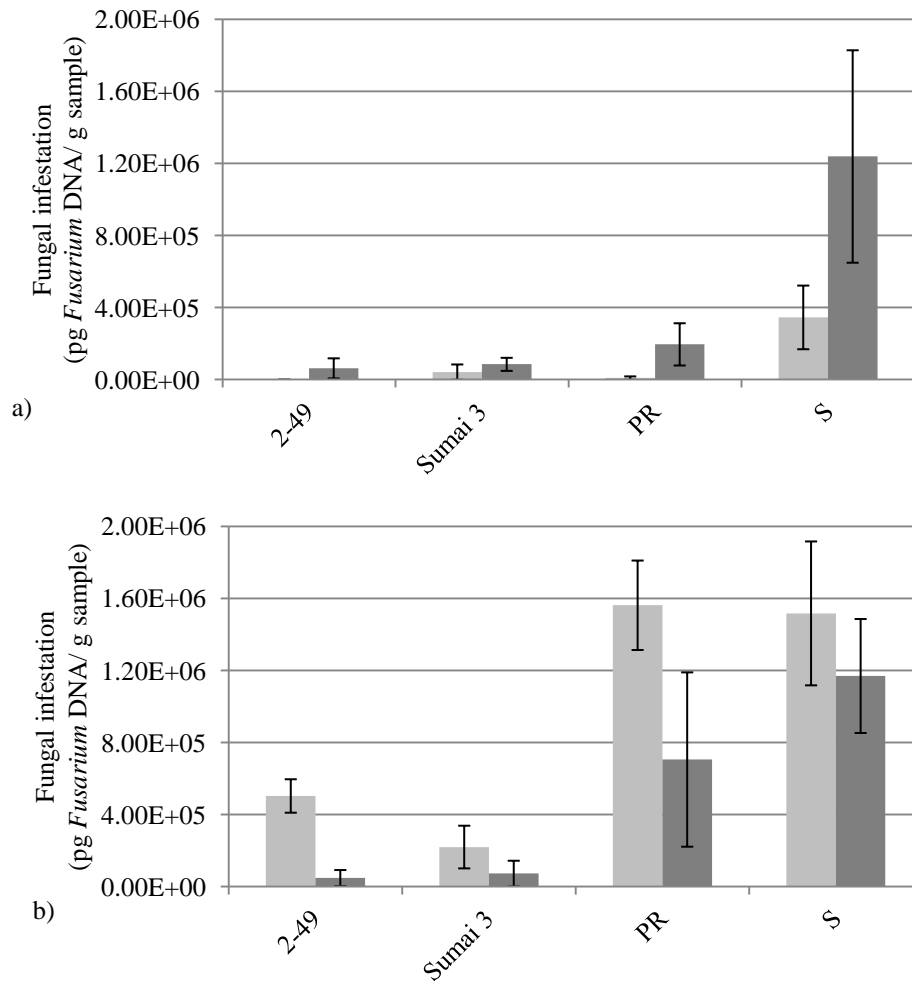 Fungal infestation
(pg Fusarium DNA/ g sample)
2.00E+06
1.60E+06
1.20E+06
8.00E+05
4.00E+05
0.00E+00
a)
2-49
Sumai 3
PR
S
Fungal infestation
(pg Fusarium DNA/ g sample)
2.00E+06
1.60E+06
1.20E+06
8.00E+05
4.00E+05
0.00E+00
b)
2-49
Sumai 3
PR
S